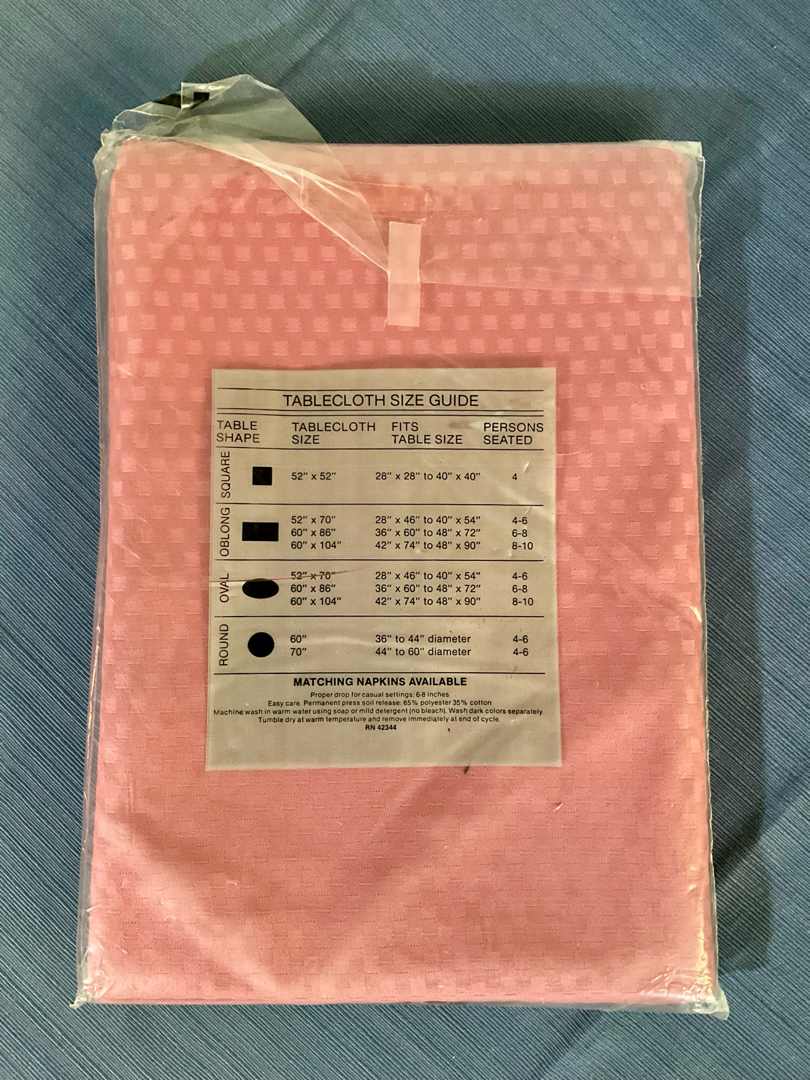 TABLECLOTH SIZE GUIDE
TABLE SHAPE TABLECLOTH SIZE FITS TABLE SIZE PERSONS SEATED
SQUARE 52" x 52" 28" x 28" to 40" x 40" 4
OBLONG 52" x 70" 28" x 46" to 40" x 54" 4-6
60" x 86" 36" x 60" to 48" x 72" 6-8
60" x 104" 42" x 74" to 48" x 90" 8-10
OVAL 52" x 70" 28" x 46" to 40" x 54" 4-6
60" x 86" 36" x 60" to 48" x 72" 6-8
60" x 104" 42" x 74" to 48" x 90" 8-10
ROUND 60" 36" to 44" diameter 4-6
70" 44" to 60" diameter 4-6
MATCHING NAPKINS AVAILABLE
Proper drop for casual settings: 6-8 inches
Easy care. Permanent press soil release: 65% polyester 35% cotton
Machine wash in warm water using soap or mild detergent (no bleach). Wash dark colors separately
Tumble dry at warm temperature and remove immediately at end of cycle.
RN 42344